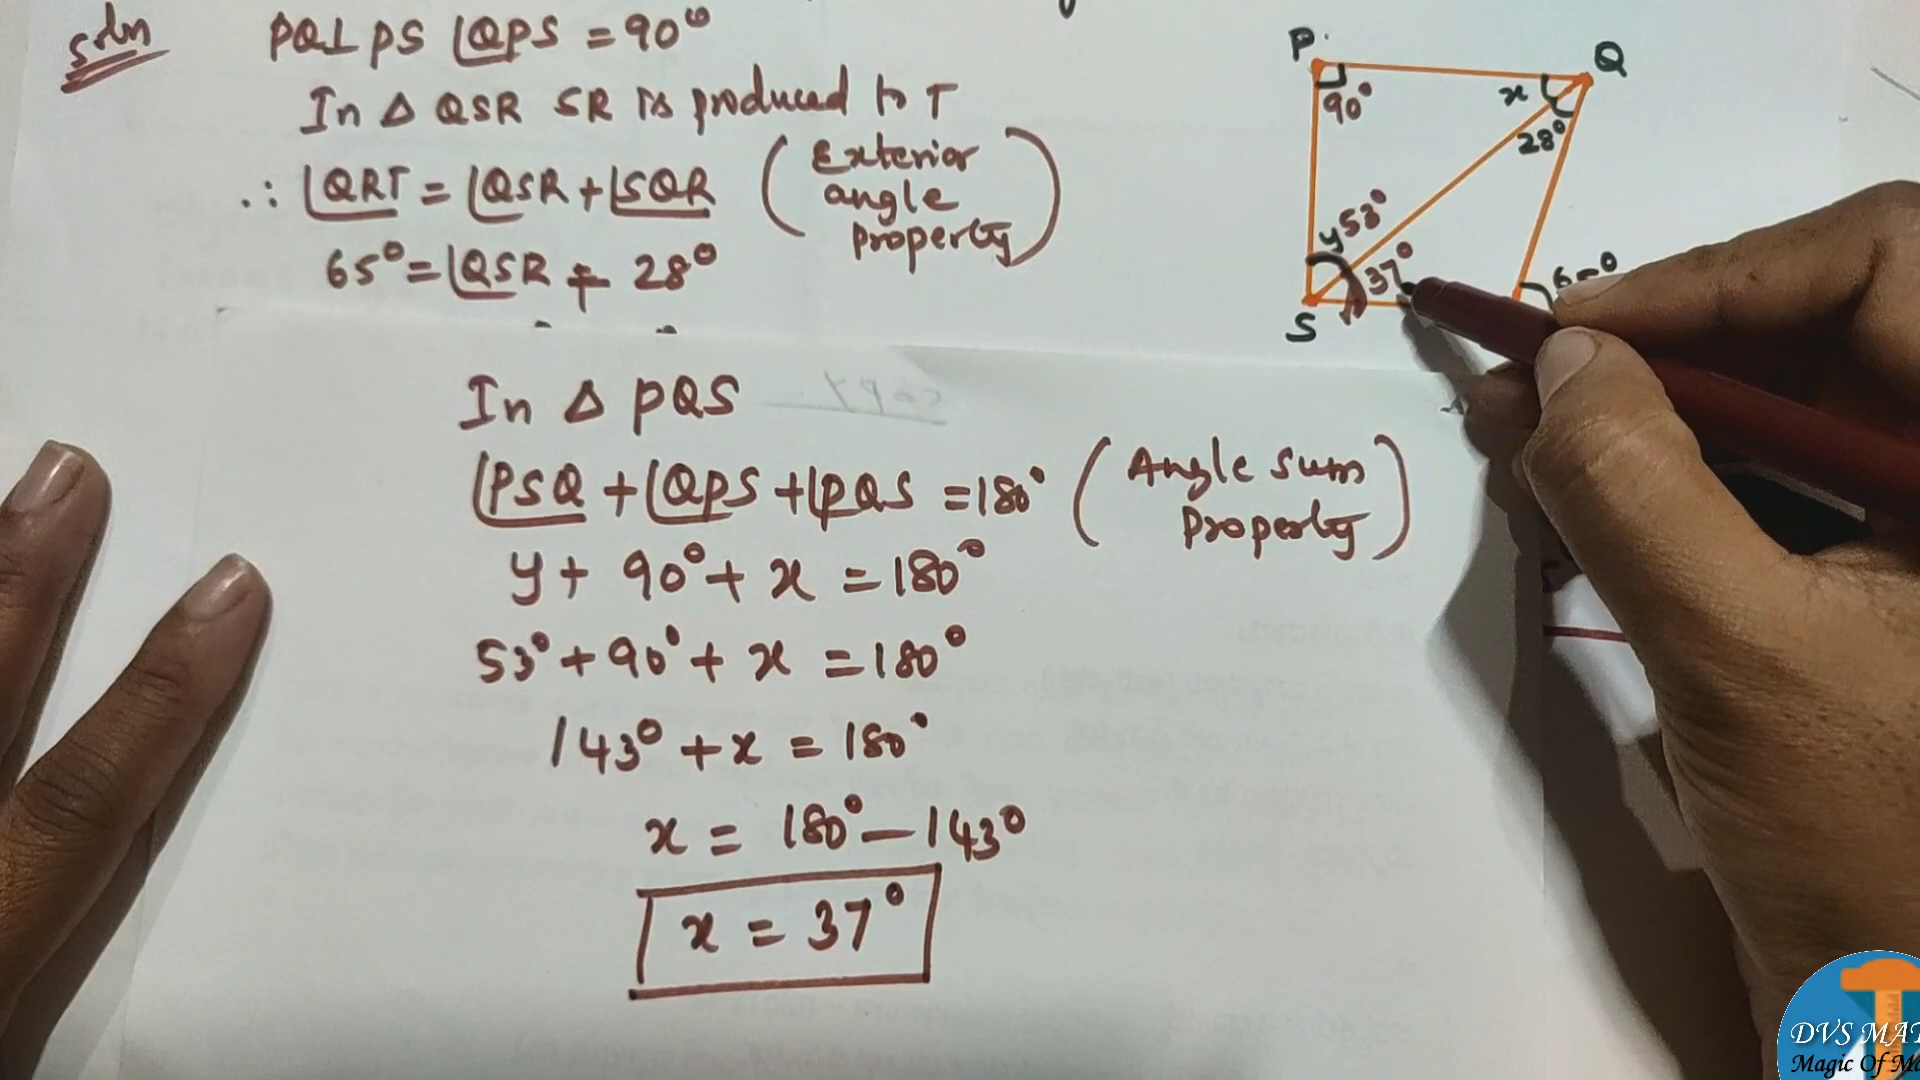 Soln PQ⊥PS ∠QPS = 90°
In Δ QSR SR is produced to T
∴ ∠QRT = ∠QSR + ∠SQR (Exterior angle property)
65° = ∠QSR + 28°
In Δ PQS
∠PSQ + ∠QPS + ∠PQS = 180° (Angle sum property)
y + 90° + x = 180°
53° + 90° + x = 180°
143° + x = 180°
x = 180° - 143°
x = 37°
P
Q
90°
x
28°
y 53°
37°
S
DVS
Magic Of